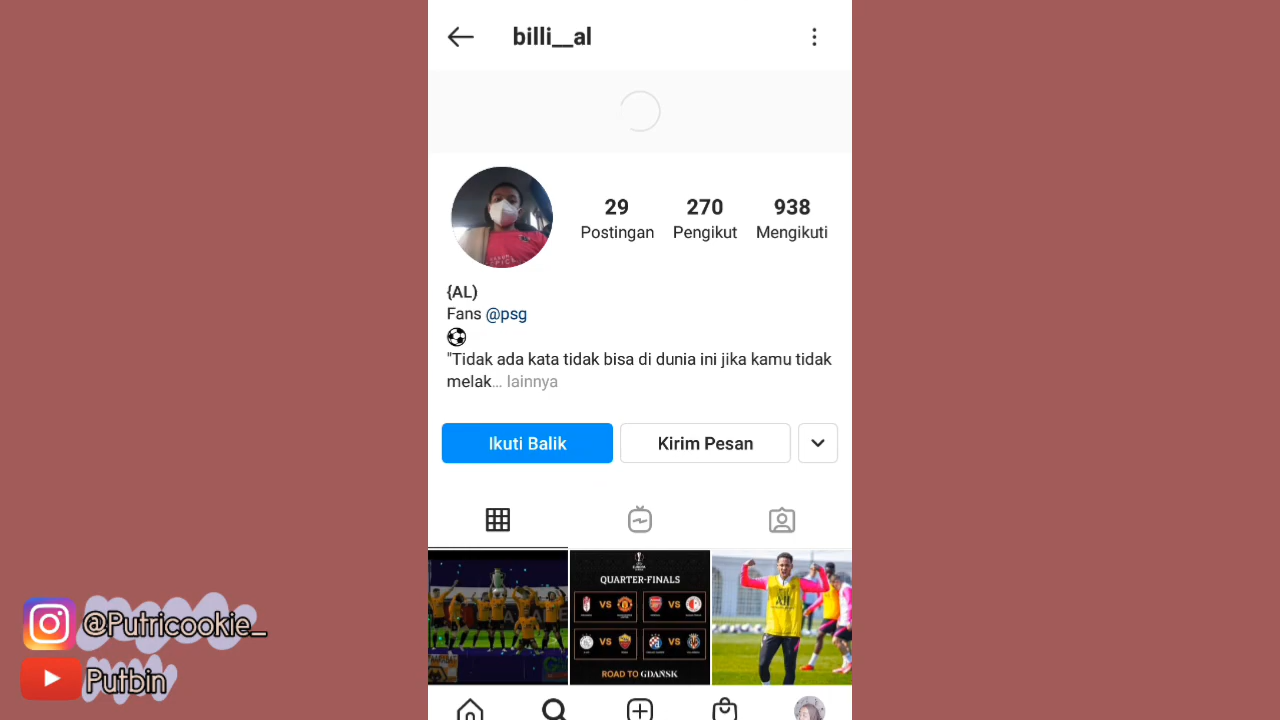 billi__al
29
270
938
Postingan
Pengikut
Mengikuti
{AL)
Fans @psg
"Tidak ada kata tidak bisa di dunia ini jika kamu tidak
melak... lainnya
Ikuti Balik
Kirim Pesan
QUARTER-FINALS
VS
VS
VS
VS
ROAD TO GDAŃSK
@Putricookie_
Putbin